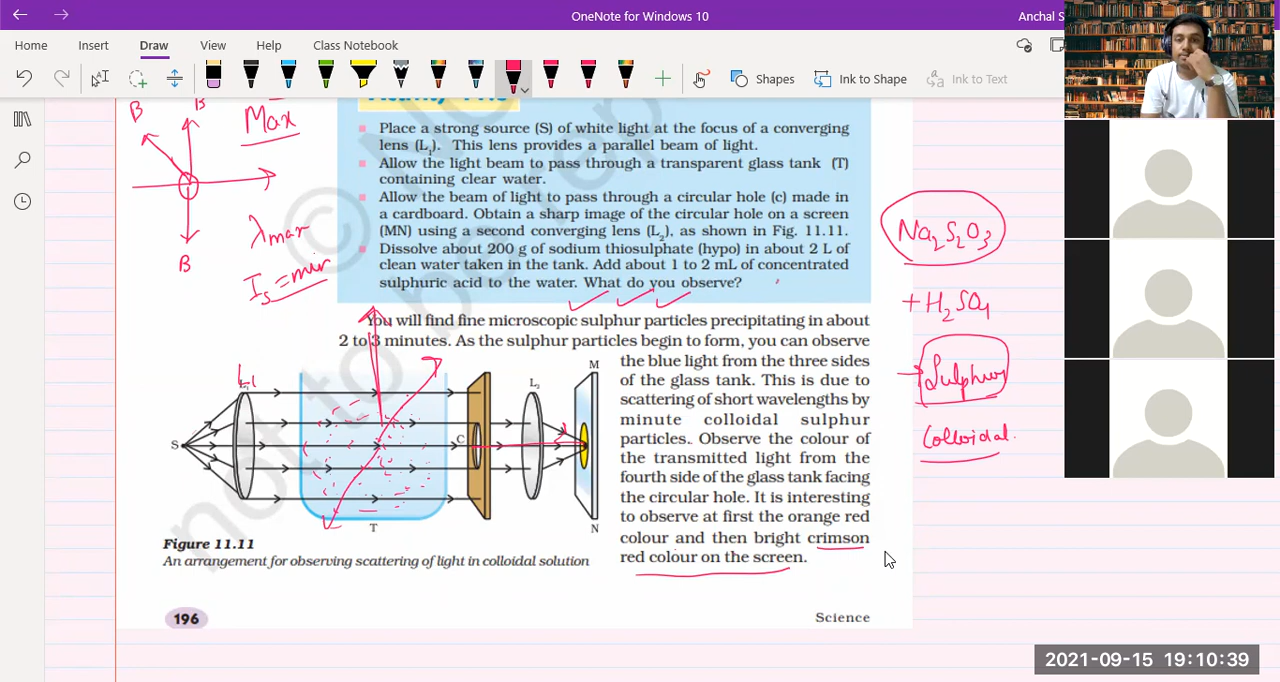 OneNote for Windows 10
Anchal S
Home Insert Draw View Help Class Notebook
Shapes Ink to Shape Ink to Text
B B Max
B
λmax
Is = min
Place a strong source (S) of white light at the focus of a converging
lens (L1). This lens provides a parallel beam of light.
Allow the light beam to pass through a transparent glass tank (T)
containing clear water.
Allow the beam of light to pass through a circular hole (c) made in
a cardboard. Obtain a sharp image of the circular hole on a screen
(MN) using a second converging lens (L2), as shown in Fig. 11.11.
Dissolve about 200 g of sodium thiosulphate (hypo) in about 2 L of
clean water taken in the tank. Add about 1 to 2 mL of concentrated
sulphuric acid to the water. What do you observe?
You will find fine microscopic sulphur particles precipitating in about
2 to 3 minutes. As the sulphur particles begin to form, you can observe
the blue light from the three sides
of the glass tank. This is due to
scattering of short wavelengths by
minute colloidal sulphur
particles. Observe the colour of
the transmitted light from the
fourth side of the glass tank facing
the circular hole. It is interesting
to observe at first the orange red
colour and then bright crimson
red colour on the screen.
L1
L1
S
T
C
L2
M
N
Figure 11.11
An arrangement for observing scattering of light in colloidal solution
196
Science
Na2S2O3
+ H2SO4
→ Sulphur
Colloidal.
© not to be rep
2021-09-15 19:10:39